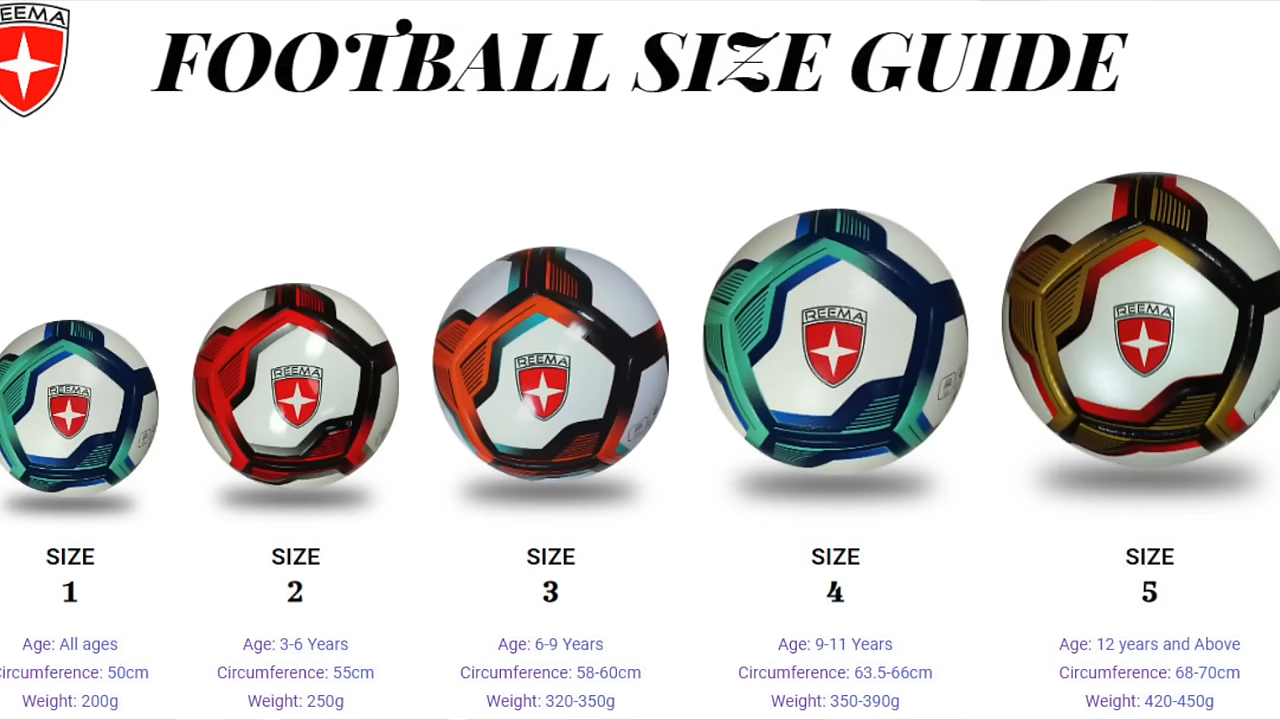 EEMA
FOOTBALL SIZE GUIDE
REEMA
REEMA
REEMA
REEMA
REEMA
SIZE
1
Age: All ages
ircumference: 50cm
Weight: 200g
SIZE
2
Age: 3-6 Years
Circumference: 55cm
Weight: 250g
SIZE
3
Age: 6-9 Years
Circumference: 58-60cm
Weight: 320-350g
SIZE
4
Age: 9-11 Years
Circumference: 63.5-66cm
Weight: 350-390g
SIZE
5
Age: 12 years and Above
Circumference: 68-70cm
Weight: 420-450g